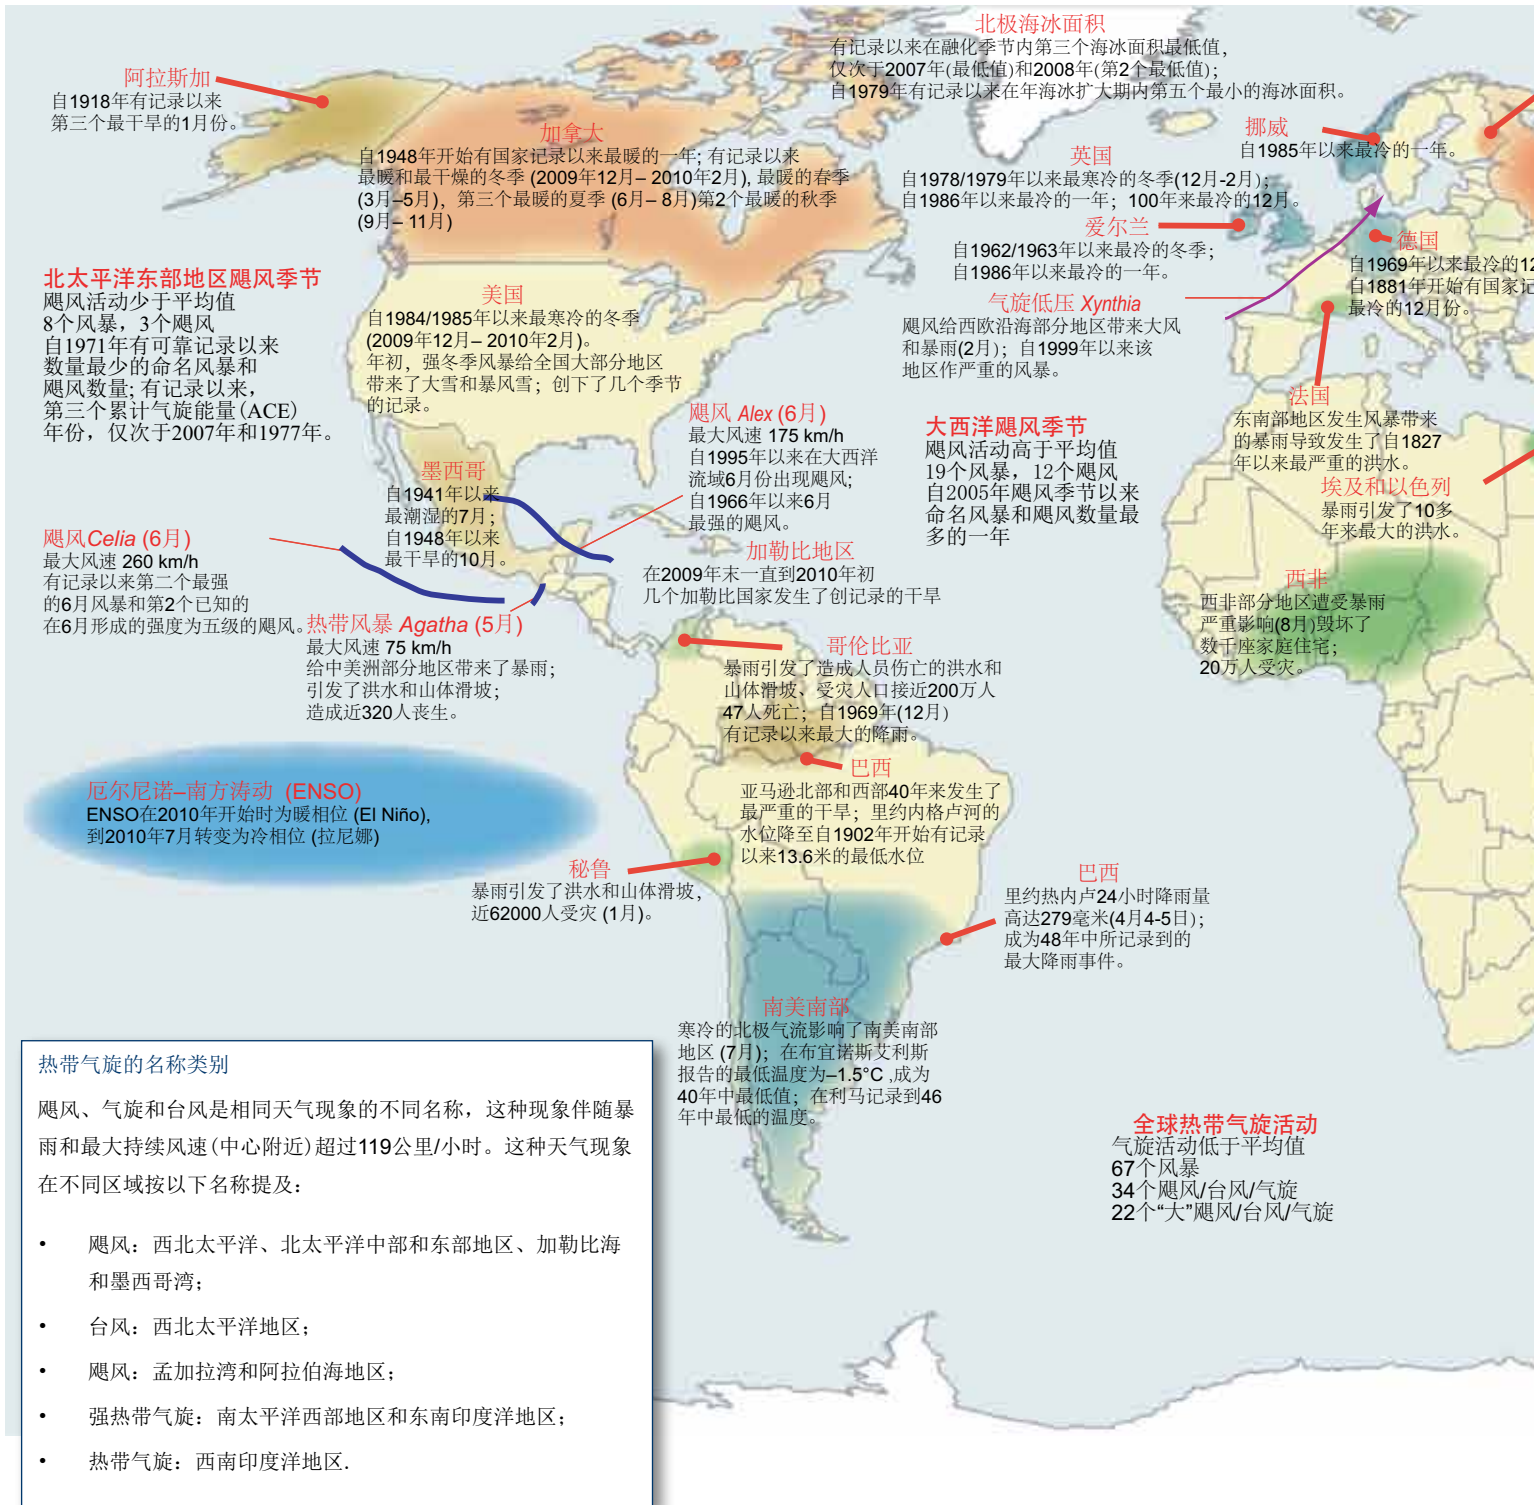 北极海冰面积
有记录以来在融化季节内第三个海冰面积最低值，
仅次于2007年(最低值)和2008年(第2个最低值)；
自1979年有记录以来在年海冰扩大期内第五个最小的海冰面积。
阿拉斯加
自1918年有记录以来
第三个最干旱的1月份。
加拿大
自1948年开始有国家记录以来最暖的一年; 有记录以来
最暖和最干燥的冬季 (2009年12月– 2010年2月), 最暖的春季
(3月–5月)， 第三个最暖的夏季 (6月– 8月)第2个最暖的秋季
(9月– 11月)
挪威
自1985年以来最冷的一年。
英国
自1978/1979年以来最寒冷的冬季(12月-2月)；
自1986年以来最冷的一年；100年来最冷的12月。
爱尔兰
自1962/1963年以来最冷的冬季；
自1986年以来最冷的一年。
德国
自1969年以来最冷的12
自1881年开始有国家记
最冷的12月份。
气旋低压 Xynthia
飓风给西欧沿海部分地区带来大风
和暴雨(2月)；自1999年以来该
地区作严重的风暴。
北太平洋东部地区飓风季节
飓风活动少于平均值
8个风暴，3个飓风
自1971年有可靠记录以来
数量最少的命名风暴和
飓风数量; 有记录以来，
第三个累计气旋能量(ACE)
年份，仅次于2007年和1977年。
美国
自1984/1985年以来最寒冷的冬季
(2009年12月– 2010年2月)。
年初，强冬季风暴给全国大部分地区
带来了大雪和暴风雪；创下了几个季节
的记录。
法国
东南部地区发生风暴带来
的暴雨导致发生了自1827
年以来最严重的洪水。
飓风 Alex (6月)
最大风速 175 km/h
自1995年以来在大西洋
流域6月份出现飓风;
自1966年以来6月
最强的飓风。
大西洋飓风季节
飓风活动高于平均值
19个风暴，12个飓风
自2005年飓风季节以来
命名风暴和飓风数量最
多的一年
墨西哥
自1941年以来
最潮湿的7月；
自1948年以来
最干旱的10月。
埃及和以色列
暴雨引发了10多
年来最大的洪水。
飓风Celia (6月)
最大风速 260 km/h
有记录以来第二个最强
的6月风暴和第2个已知的
在6月形成的强度为五级的飓风。
加勒比地区
在2009年末一直到2010年初
几个加勒比国家发生了创记录的干旱
西非
西非部分地区遭受暴雨
严重影响(8月)毁坏了
数千座家庭住宅；
20万人受灾。
热带风暴 Agatha (5月)
最大风速 75 km/h
给中美洲部分地区带来了暴雨；
引发了洪水和山体滑坡；
造成近320人丧生。
哥伦比亚
暴雨引发了造成人员伤亡的洪水和
山体滑坡、受灾人口接近200万人
47人死亡；自1969年(12月)
有记录以来最大的降雨。
厄尔尼诺–南方涛动 (ENSO)
ENSO在2010年开始时为暖相位 (El Niño),
到2010年7月转变为冷相位 (拉尼娜)
巴西
亚马逊北部和西部40年来发生了
最严重的干旱；里约内格卢河的
水位降至自1902年开始有记录
以来13.6米的最低水位
秘鲁
暴雨引发了洪水和山体滑坡，
近62000人受灾 (1月)。
巴西
里约热内卢24小时降雨量
高达279毫米(4月4-5日)；
成为48年中所记录到的
最大降雨事件。
南美南部
寒冷的北极气流影响了南美南部
地区 (7月)；在布宜诺斯艾利斯
报告的最低温度为–1.5°C ,成为
40年中最低值；在利马记录到46
年中最低的温度。
全球热带气旋活动
气旋活动低于平均值
67个风暴
34个飓风/台风/气旋
22个“大”飓风/台风/气旋
热带气旋的名称类别
飓风、气旋和台风是相同天气现象的不同名称，这种现象伴随暴
雨和最大持续风速(中心附近)超过119公里/小时。这种天气现象
在不同区域按以下名称提及：
• 飓风：西北太平洋、北太平洋中部和东部地区、加勒比海
和墨西哥湾；
• 台风：西北太平洋地区；
• 飓风：孟加拉湾和阿拉伯海地区；
• 强热带气旋：南太平洋西部地区和东南印度洋地区；
• 热带气旋：西南印度洋地区.